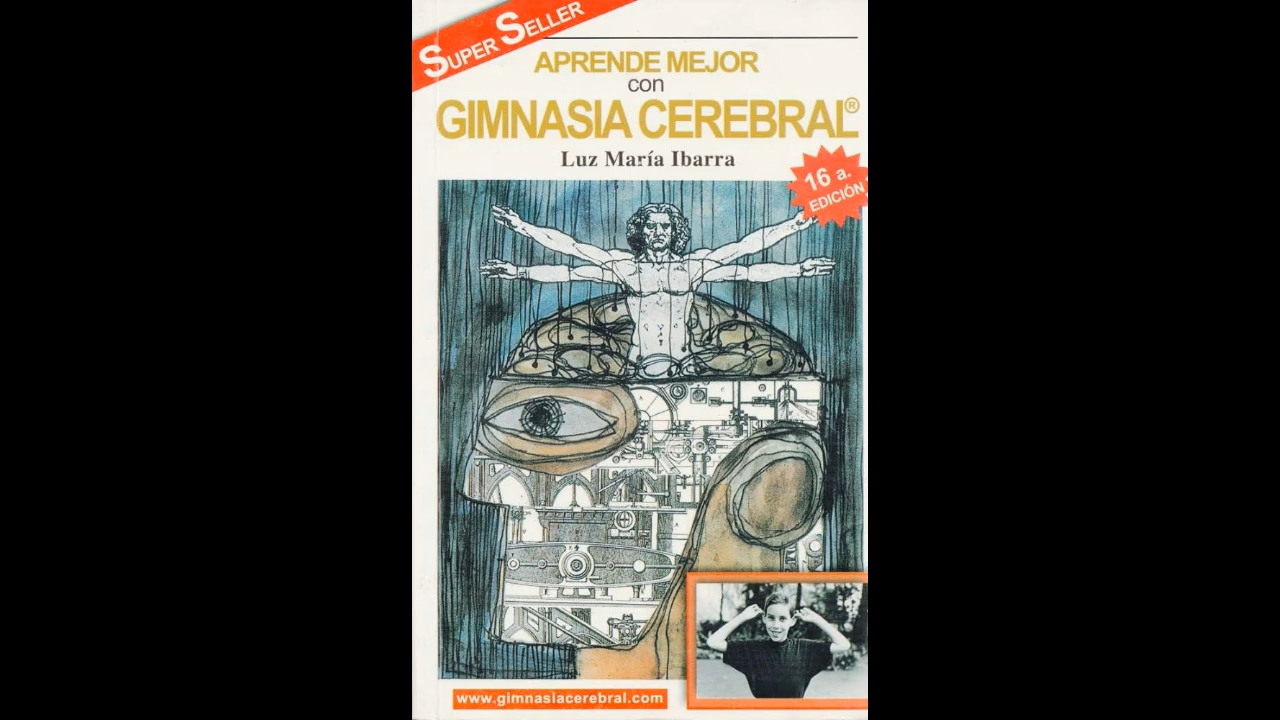 SUPER SELLER
APRENDE MEJOR
con
GIMNASIA CEREBRAL®
Luz María Ibarra
16 a.
EDICIÓN
www.gimnasiacerebral.com